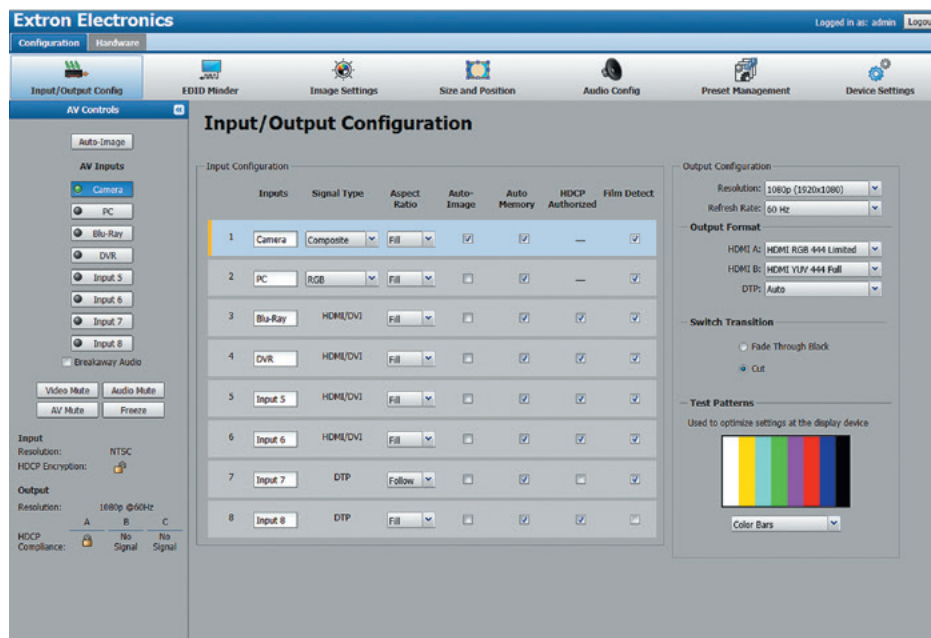 Extron Electronics
Logged in as: admin Logou
Configuration Hardware
Input/Output Config EDID Minder Image Settings Size and Position Audio Config Preset Management Device Settings
AV Controls
Auto-Image
AV Inputs
Camera
PC
Blu-Ray
DVR
Input 5
Input 6
Input 7
Input 8
Breakaway Audio
Video Mute Audio Mute
AV Mute Freeze
Input
Resolution: NTSC
HDCP Encryption:
Output
Resolution: 1080p @60Hz
A B C
HDCP Compliance: No Signal No Signal
Input/Output Configuration
Input Configuration
Inputs Signal Type Aspect Ratio Auto-Image Auto Memory HDCP Authorized Film Detect
1 Camera Composite Fill —
2 PC RGB Fill —
3 Blu-Ray HDMI/DVI Fill
4 DVR HDMI/DVI Fill
5 Input 5 HDMI/DVI Fill
6 Input 6 HDMI/DVI Fill
7 Input 7 DTP Follow
8 Input 8 DTP Fill
Output Configuration
Resolution: 1080p (1920x1080)
Refresh Rate: 60 Hz
Output Format
HDMI A: HDMI RGB 444 Limited
HDMI B: HDMI YUV 444 Full
DTP: Auto
Switch Transition
Fade Through Black
Cut
Test Patterns
Used to optimize settings at the display device
Color Bars